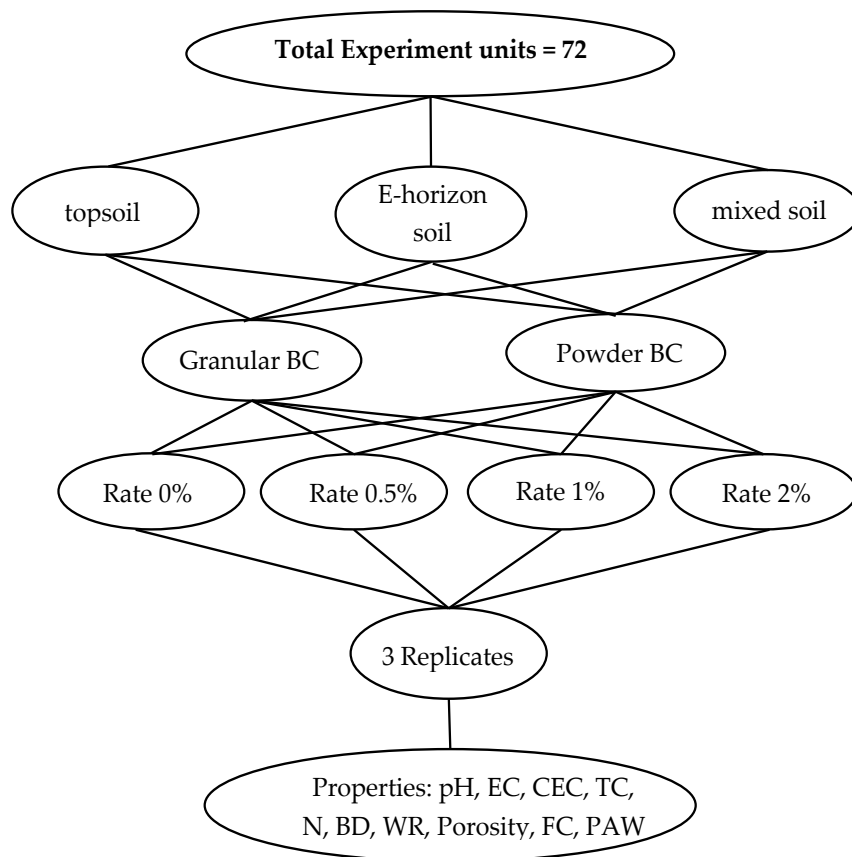 Total Experiment units = 72
topsoil
E-horizon
soil
mixed soil
Granular BC
Powder BC
Rate 0%
Rate 0.5%
Rate 1%
Rate 2%
3 Replicates
Properties: pH, EC, CEC, TC,
N, BD, WR, Porosity, FC, PAW